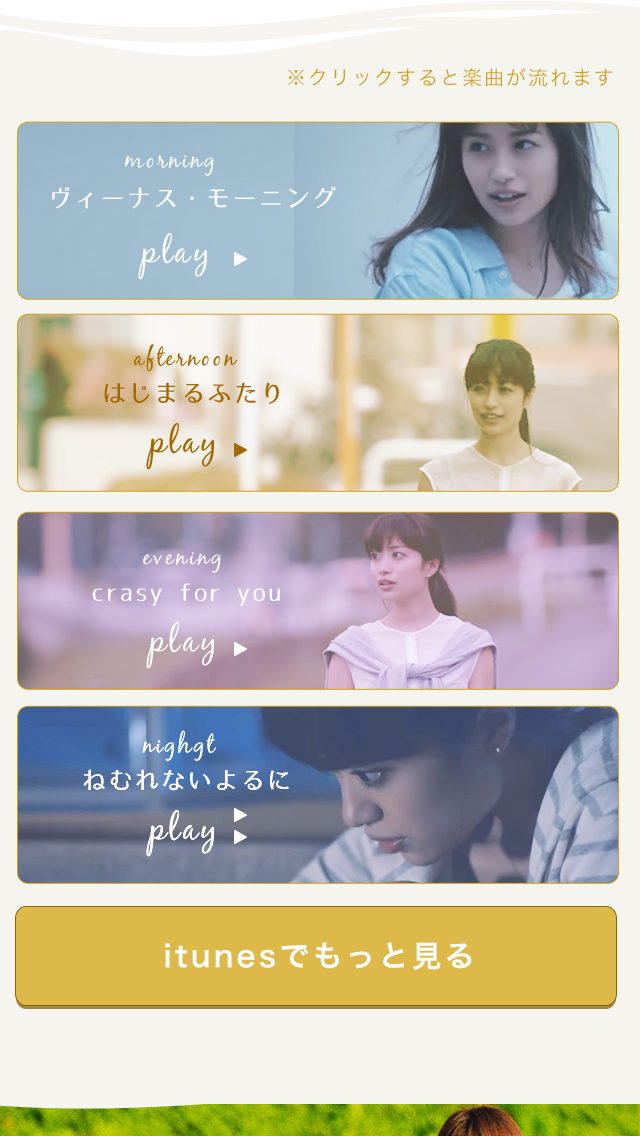 ※クリックすると楽曲が流れます
morning
ヴィーナス・モーニング
play ▶
afternoon
はじまるふたり
play ▶
evening
crasy for you
play ▶
nighgt
ねむれないよるに
play ▶▶
itunesでもっと見る